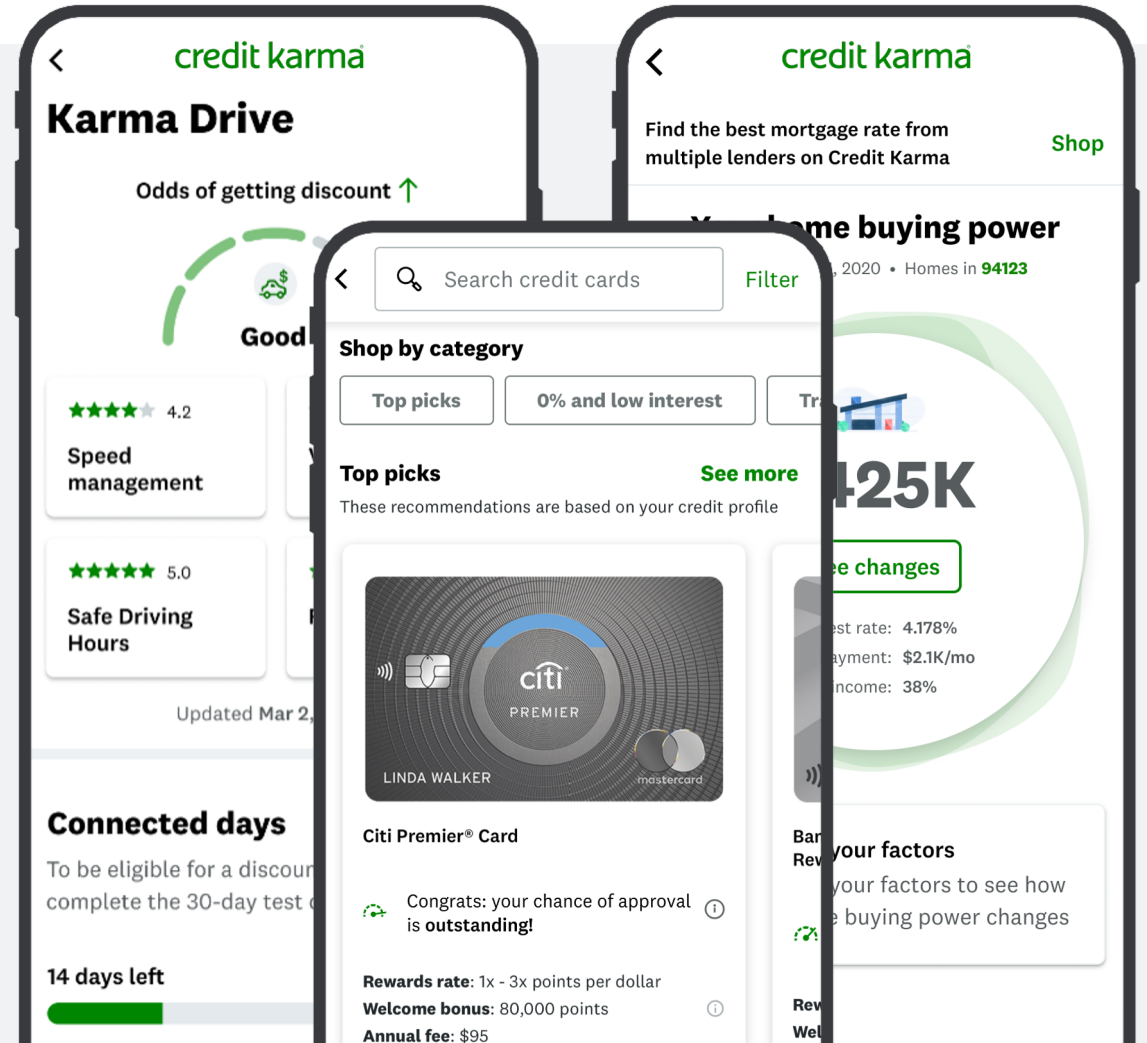 credit karma
Karma Drive
Odds of getting discount
Good
4.2
Speed
management
5.0
Safe Driving
Hours
Updated Mar 2,
Connected days
To be eligible for a
complete the 30-day test
14 days left
Search credit cards
Filter
Shop by category
Top picks
0% and low interest
Top picks
See more
These recommendations are based on your credit profile
citi
PREMIER
LINDA WALKER
mastercard
Citi Premier® Card
Congrats: your chance of approval
is outstanding!
Rewards rate: 1x - 3x points per dollar
Welcome bonus: 80,000 points
Annual fee: $95
credit karma
Find the best mortgage rate from
multiple lenders on Credit Karma
Shop
buying power
, 2020 • Homes in 94123
425K
changes
rate: 4.178%
$2.1K/mo
income: 38%
your factors
your factors to see how
buying power changes